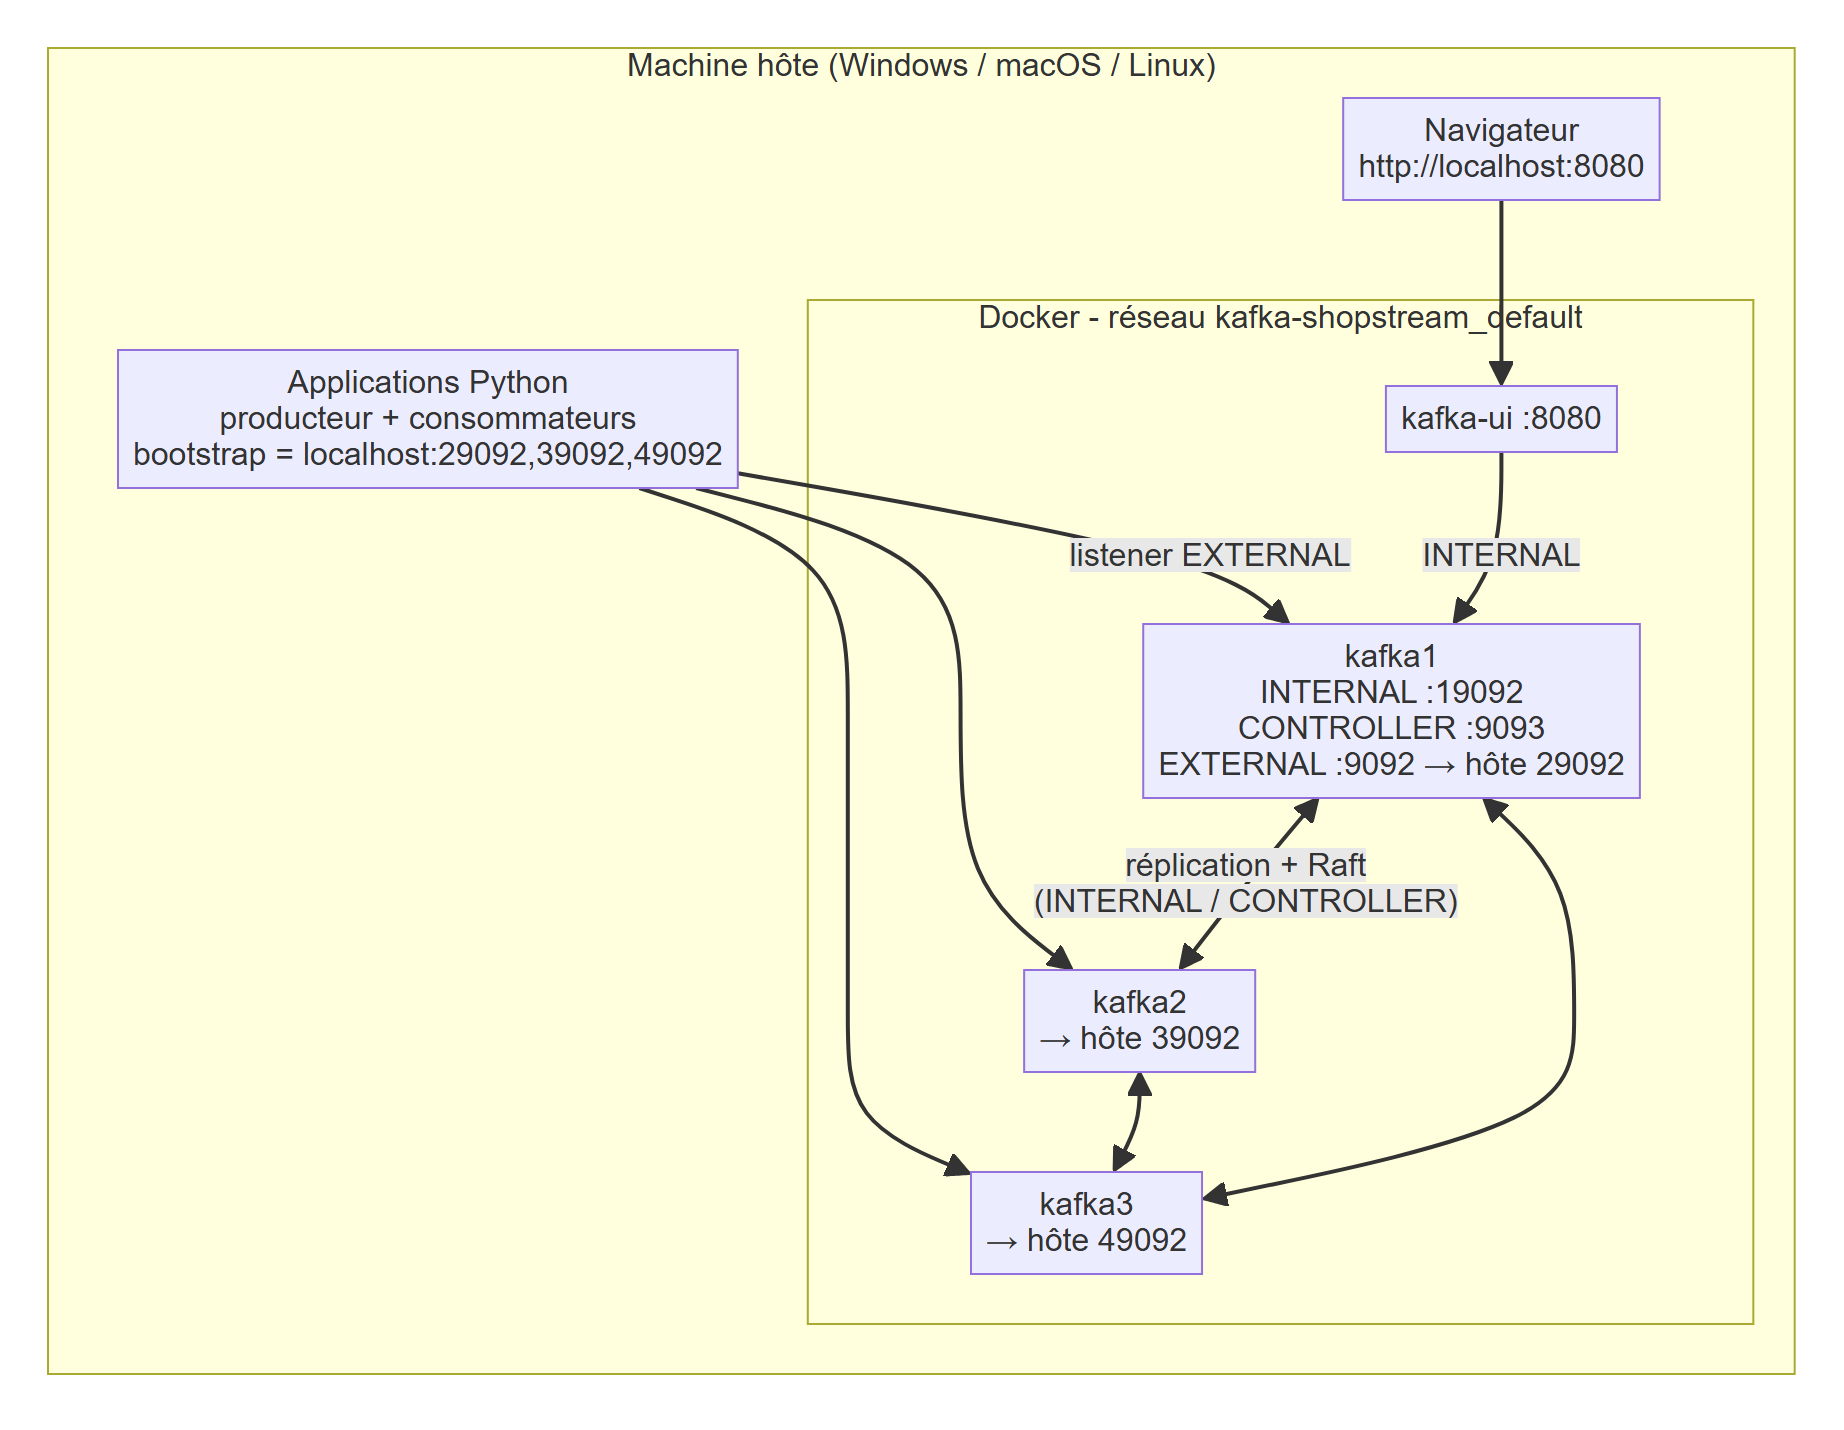 Machine hôte (Windows / macOS / Linux)
Navigateur
http://localhost:8080
Docker - réseau kafka-shopstream_default
Applications Python
producteur + consommateurs
bootstrap = localhost:29092,39092,49092
kafka-ui :8080
listener EXTERNAL
INTERNAL
kafka1
INTERNAL :19092
CONTROLLER :9093
EXTERNAL :9092 → hôte 29092
réplication + Raft
(INTERNAL / CONTROLLER)
kafka2
→ hôte 39092
kafka3
→ hôte 49092